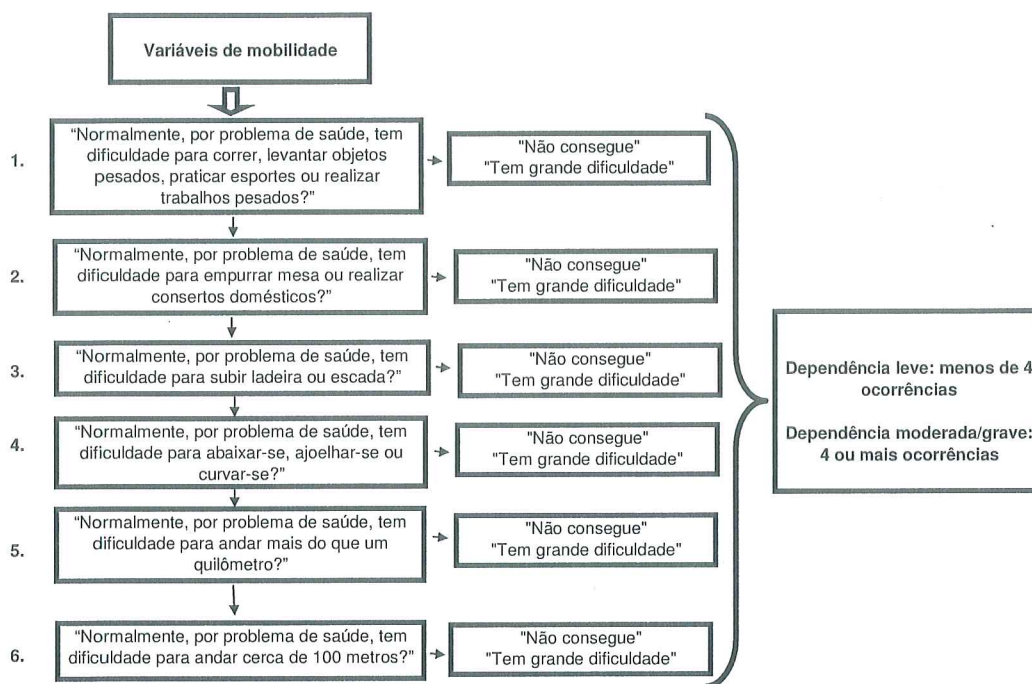 Variáveis de mobilidade
1.
“Normalmente, por problema de saúde, tem
dificuldade para correr, levantar objetos
pesados, praticar esportes ou realizar
trabalhos pesados?”
"Não consegue"
"Tem grande dificuldade"
2.
“Normalmente, por problema de saúde, tem
dificuldade para empurrar mesa ou realizar
consertos domésticos?”
"Não consegue"
"Tem grande dificuldade"
3.
“Normalmente, por problema de saúde, tem
dificuldade para subir ladeira ou escada?”
"Não consegue"
"Tem grande dificuldade"
4.
“Normalmente, por problema de saúde, tem
dificuldade para abaixar-se, ajoelhar-se ou
curvar-se?”
"Não consegue"
"Tem grande dificuldade"
5.
“Normalmente, por problema de saúde, tem
dificuldade para andar mais do que um
quilômetro?”
"Não consegue"
"Tem grande dificuldade"
6.
“Normalmente, por problema de saúde, tem
dificuldade para andar cerca de 100 metros?”
"Não consegue"
"Tem grande dificuldade"
Dependência leve: menos de 4
ocorrências
Dependência moderada/grave:
4 ou mais ocorrências